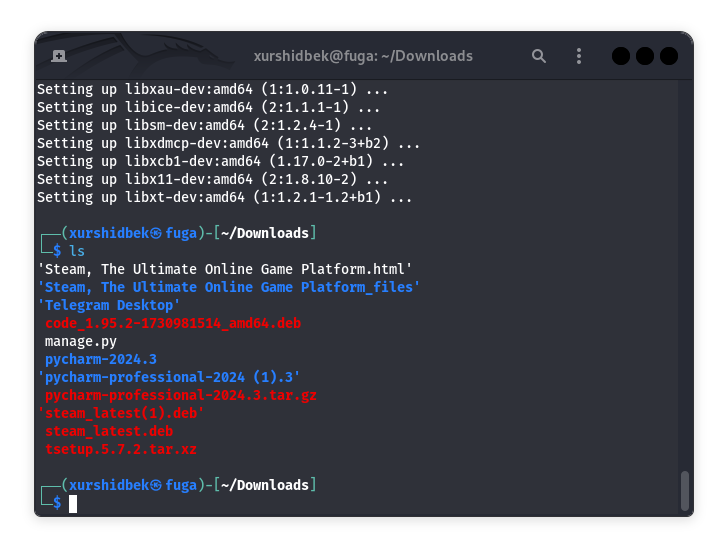 xurshidbek@fuga: ~/Downloads
Setting up libxau-dev:amd64 (1:1.0.11-1) ...
Setting up libice-dev:amd64 (2:1.1.1-1) ...
Setting up libsm-dev:amd64 (2:1.2.4-1) ...
Setting up libxdmcp-dev:amd64 (1:1.1.2-3+b2) ...
Setting up libxcb1-dev:amd64 (1.17.0-2+b1) ...
Setting up libx11-dev:amd64 (2:1.8.10-2) ...
Setting up libxt-dev:amd64 (1:1.2.1-1.2+b1) ...
┌──(xurshidbek㉿fuga)-[~/Downloads]
└─$ ls
'Steam, The Ultimate Online Game Platform.html'
'Steam, The Ultimate Online Game Platform_files'
'Telegram Desktop'
code_1.95.2-1730981514_amd64.deb
manage.py
pycharm-2024.3
'pycharm-professional-2024 (1).3'
pycharm-professional-2024.3.tar.gz
'steam_latest(1).deb'
steam_latest.deb
tsetup.5.7.2.tar.xz
┌──(xurshidbek㉿fuga)-[~/Downloads]
└─$